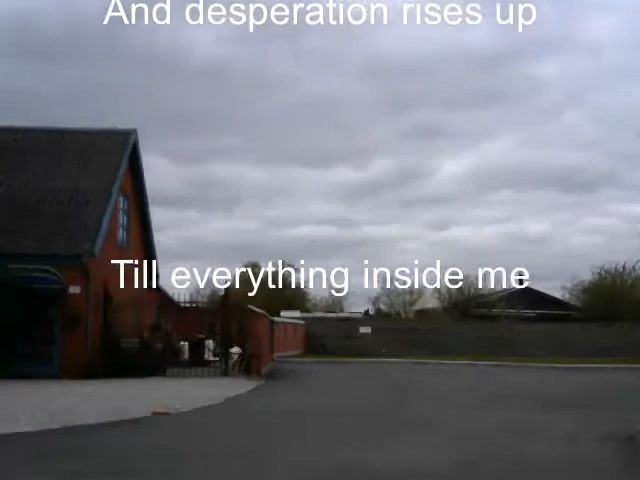 And desperation rises up
Till everything inside me